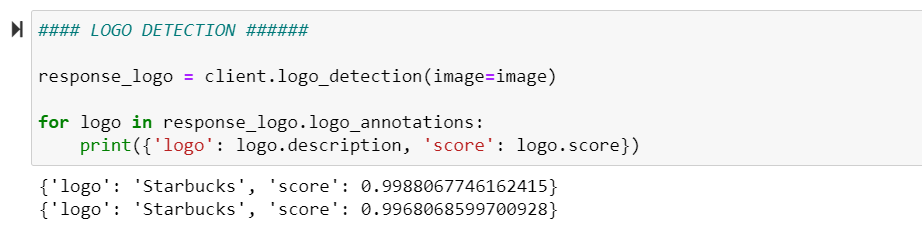 #### LOGO DETECTION ######
response_logo = client.logo_detection(image=image)
for logo in response_logo.logo_annotations:
    print({'logo': logo.description, 'score': logo.score})
{'logo': 'Starbucks', 'score': 0.9988067746162415}
{'logo': 'Starbucks', 'score': 0.9968068599700928}